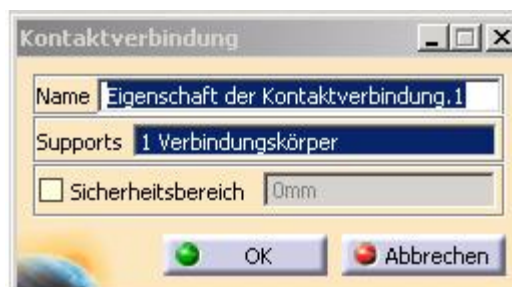 Kontaktverbindung
Name Eigenschaft der Kontaktverbindung.1
Supports 1 Verbindungskörper
Sicherheitsbereich 0mm
OK Abbrechen